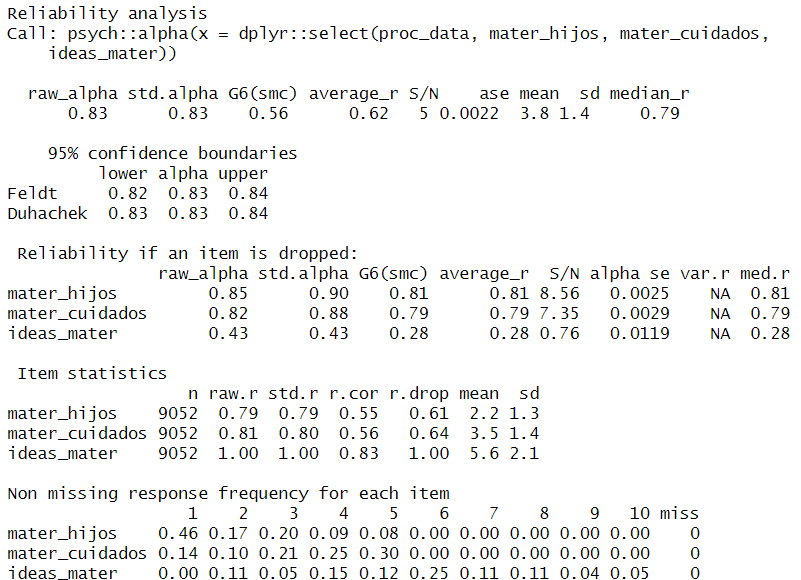 Reliability analysis
Call: psych::alpha(x = dplyr::select(proc_data, mater_hijos, mater_cuidados,
    ideas_mater))

  raw_alpha std.alpha G6(smc) average_r S/N    ase mean  sd median_r
      0.83      0.83    0.56      0.62   5 0.0022  3.8 1.4     0.79

    95% confidence boundaries
         lower alpha upper
Feldt     0.82  0.83  0.84
Duhachek  0.83  0.83  0.84

 Reliability if an item is dropped:
               raw_alpha std.alpha G6(smc) average_r  S/N alpha se var.r med.r
mater_hijos         0.85      0.90    0.81      0.81 8.56   0.0025    NA  0.81
mater_cuidados      0.82      0.88    0.79      0.79 7.35   0.0029    NA  0.79
ideas_mater         0.43      0.43    0.28      0.28 0.76   0.0119    NA  0.28

 Item statistics
                  n raw.r std.r r.cor r.drop mean  sd
mater_hijos    9052  0.79  0.79  0.55   0.61  2.2 1.3
mater_cuidados 9052  0.81  0.80  0.56   0.64  3.5 1.4
ideas_mater    9052  1.00  1.00  0.83   1.00  5.6 2.1

Non missing response frequency for each item
                  1    2    3    4    5    6    7    8    9   10 miss
mater_hijos    0.46 0.17 0.20 0.09 0.08 0.00 0.00 0.00 0.00 0.00    0
mater_cuidados 0.14 0.10 0.21 0.25 0.30 0.00 0.00 0.00 0.00 0.00    0
ideas_mater    0.00 0.11 0.05 0.15 0.12 0.25 0.11 0.11 0.04 0.05    0